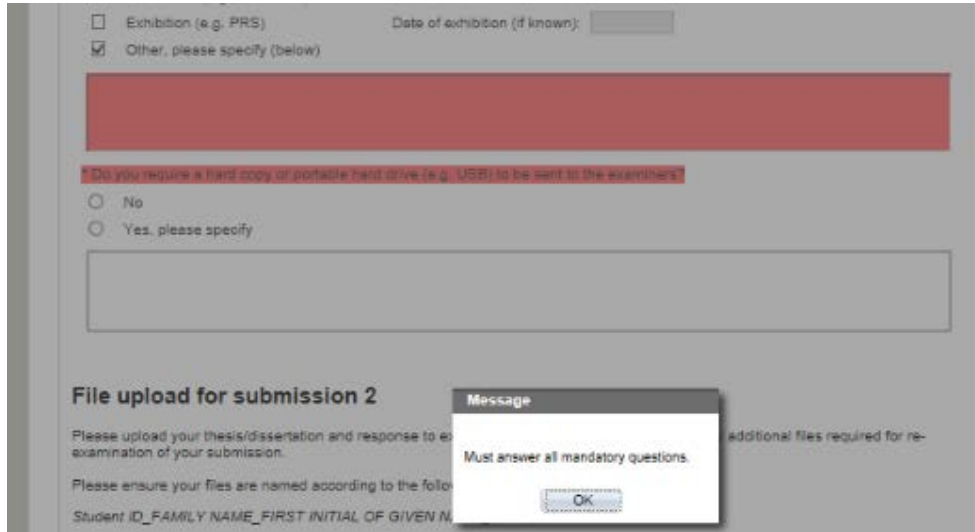 Exhibition (e.g. PRS) Date of exhibition (if known):
Other, please specify (below)
* Do you require a hard copy or portable hard drive (e.g. USB) to be sent to the examiners?
No
Yes, please specify
File upload for submission 2
Message
Please upload your thesis/dissertation and response to ex additional files required for re-
examination of your submission.
Must answer all mandatory questions.
Please ensure your files are named according to the follow
OK
Student ID_FAMILY NAME_FIRST INITIAL OF GIVEN